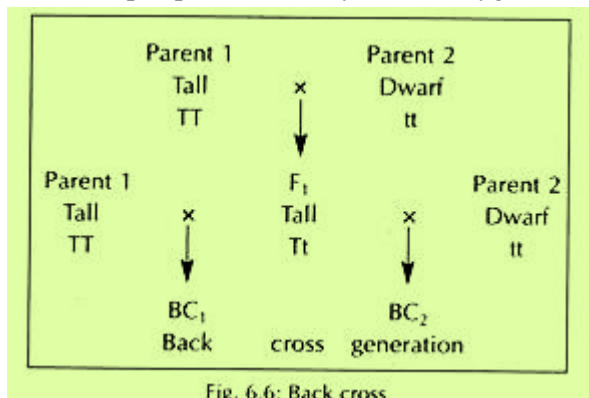 Parent 1 Parent 2
Tall × Dwarf
TT tt
Parent 1 F₁ Parent 2
Tall × Tall × Dwarf
TT Tt tt
BC₁ BC₂
Back cross generation
Fig. 6.6: Back cross